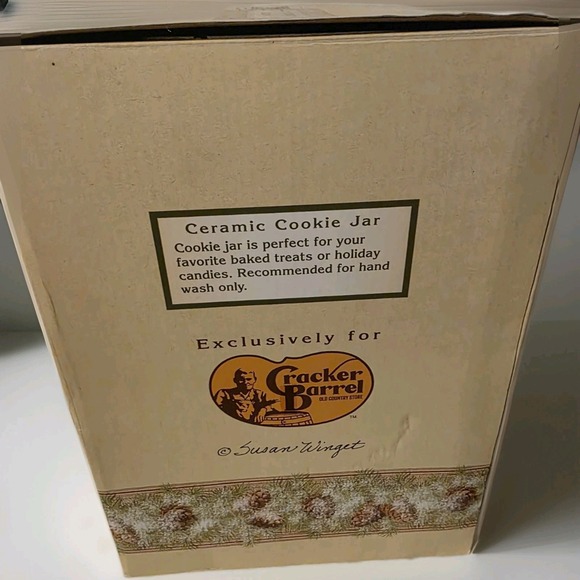 Ceramic Cookie Jar
Cookie jar is perfect for your
favorite baked treats or holiday
candies. Recommended for hand
wash only.
Exclusively for
Cracker
Barrel
OLD COUNTRY STORE
™
© Susan Winget